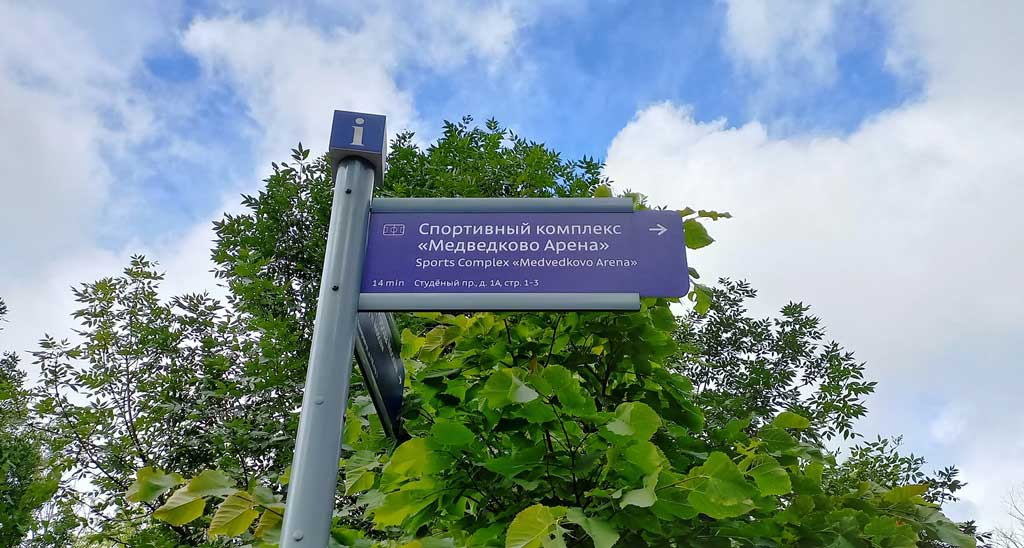 i
Спортивный комплекс →
«Медведково Арена»
Sports Complex «Medvedkovo Arena»
14 min Студёный пр., д. 1А, стр. 1-3